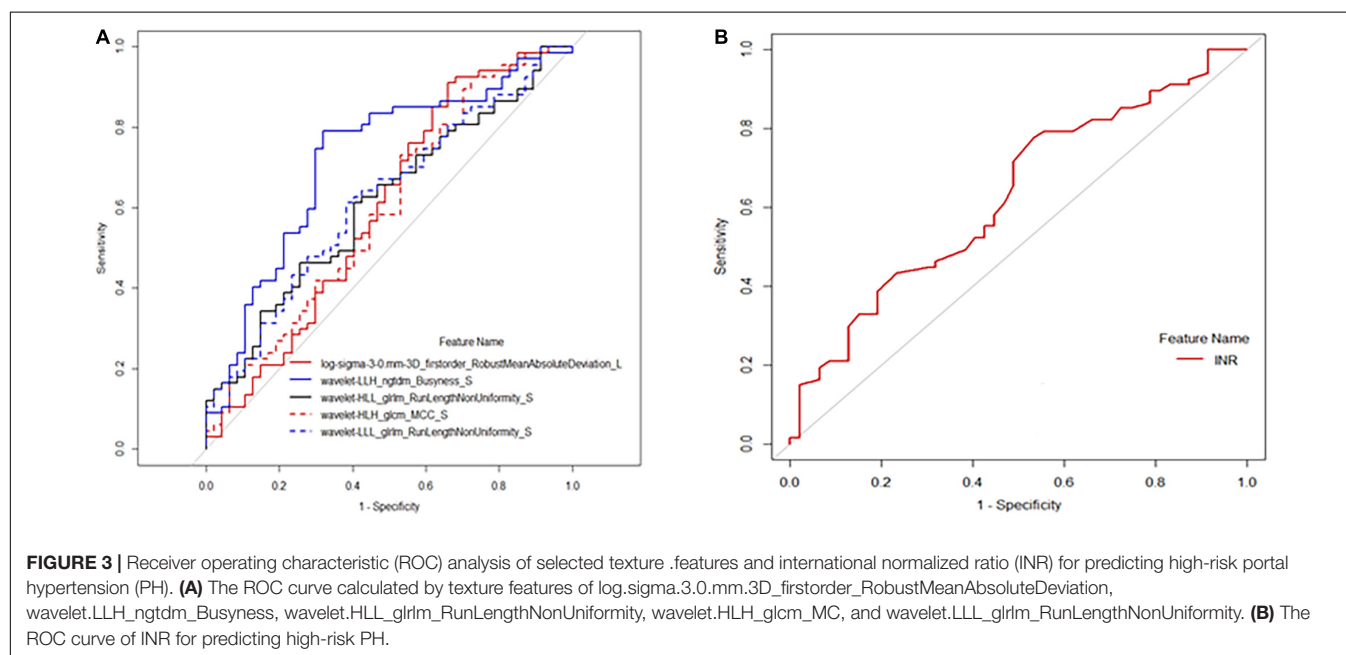 A
1.0
0.8
0.6
0.4
0.2
0.0
Sensitivity
Feature Name
log-sigma-3-0.mm-3D_firstorder_RobustMeanAbsoluteDeviation_L
wavelet-LLH_ngtdm_Busyness_S
wavelet-HLL_glrlm_RunLengthNonUniformity_S
wavelet-HLH_glcm_MCC_S
wavelet-LLL_glrlm_RunLengthNonUniformity_S
0.0 0.2 0.4 0.6 0.8 1.0
1 - Specificity
B
1.0
0.8
0.6
0.4
0.2
0.0
Sensitivity
Feature Name
INR
0.0 0.2 0.4 0.6 0.8 1.0
1 - Specificity
FIGURE 3 | Receiver operating characteristic (ROC) analysis of selected texture .features and international normalized ratio (INR) for predicting high-risk portal
hypertension (PH). (A) The ROC curve calculated by texture features of log.sigma.3.0.mm.3D_firstorder_RobustMeanAbsoluteDeviation,
wavelet.LLH_ngtdm_Busyness, wavelet.HLL_glrlm_RunLengthNonUniformity, wavelet.HLH_glcm_MC, and wavelet.LLL_glrlm_RunLengthNonUniformity. (B) The
ROC curve of INR for predicting high-risk PH.